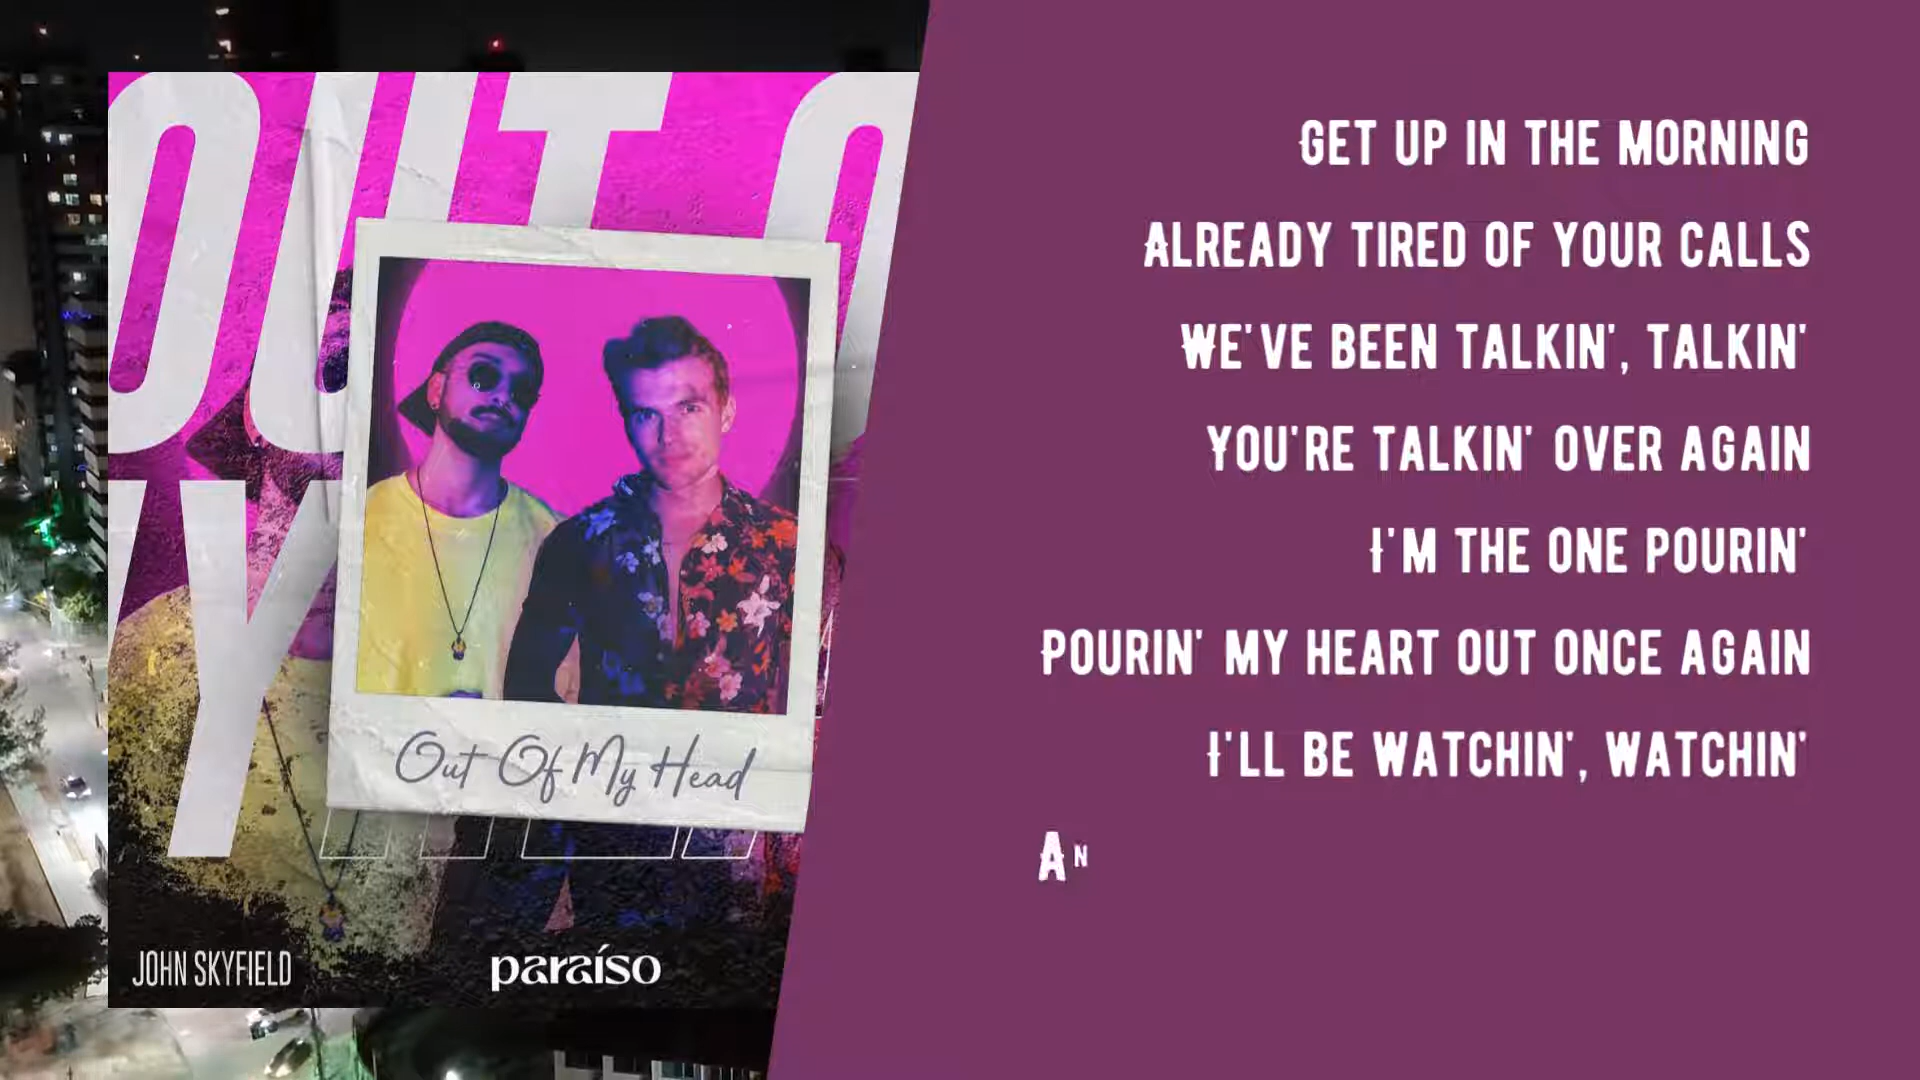 OUT O
MY
Out Of My Head
JOHN SKYFIELD
paraíso
GET UP IN THE MORNING
ALREADY TIRED OF YOUR CALLS
WE'VE BEEN TALKIN', TALKIN'
YOU'RE TALKIN' OVER AGAIN
I'M THE ONE POURIN'
POURIN' MY HEART OUT ONCE AGAIN
I'LL BE WATCHIN', WATCHIN'
AN